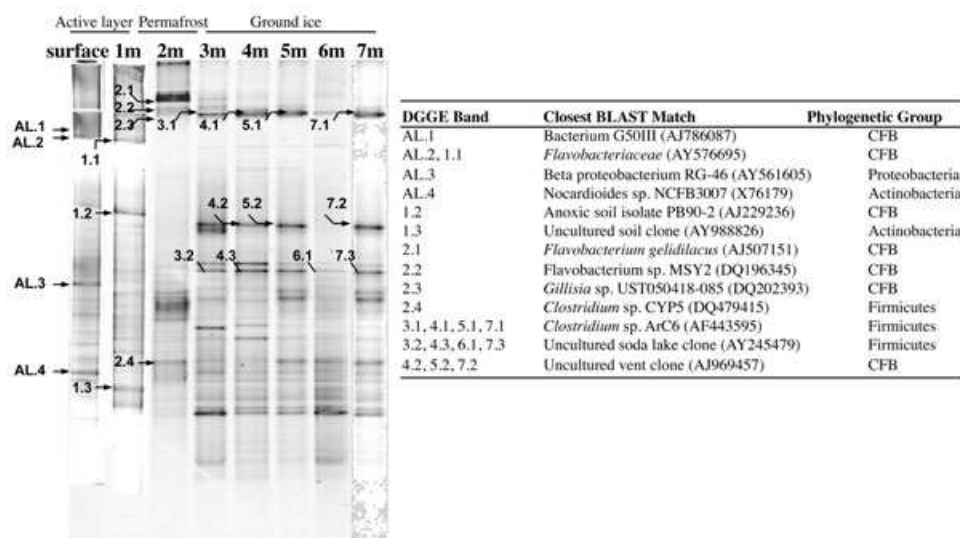 Active layer Permafrost Ground ice
surface 1m 2m 3m 4m 5m 6m 7m
2.1
2.2
2.3 3.1 4.1 5.1 7.1
AL.1
AL.2
1.1
4.2 5.2 7.2
1.2
3.2 4.3 6.1 7.3
AL.3
2.4
AL.4
1.3
DGGE Band Closest BLAST Match Phylogenetic Group
AL.1 Bacterium G50III (AJ786087) CFB
AL.2, 1.1 Flavobacteriaceae (AY576695) CFB
AL.3 Beta proteobacterium RG-46 (AY561605) Proteobacteria
AL.4 Nocardioides sp. NCFB3007 (X76179) Actinobacteria
1.2 Anoxic soil isolate PB90-2 (AJ229236) CFB
1.3 Uncultured soil clone (AY988826) Actinobacteria
2.1 Flavobacterium gelidilacus (AJ507151) CFB
2.2 Flavobacterium sp. MSY2 (DQ196345) CFB
2.3 Gillisia sp. UST050418-085 (DQ202393) CFB
2.4 Clostridium sp. CYP5 (DQ479415) Firmicutes
3.1, 4.1, 5.1, 7.1 Clostridium sp. ArC6 (AF443595) Firmicutes
3.2, 4.3, 6.1, 7.3 Uncultured soda lake clone (AY245479) Firmicutes
4.2, 5.2, 7.2 Uncultured vent clone (AJ969457) CFB